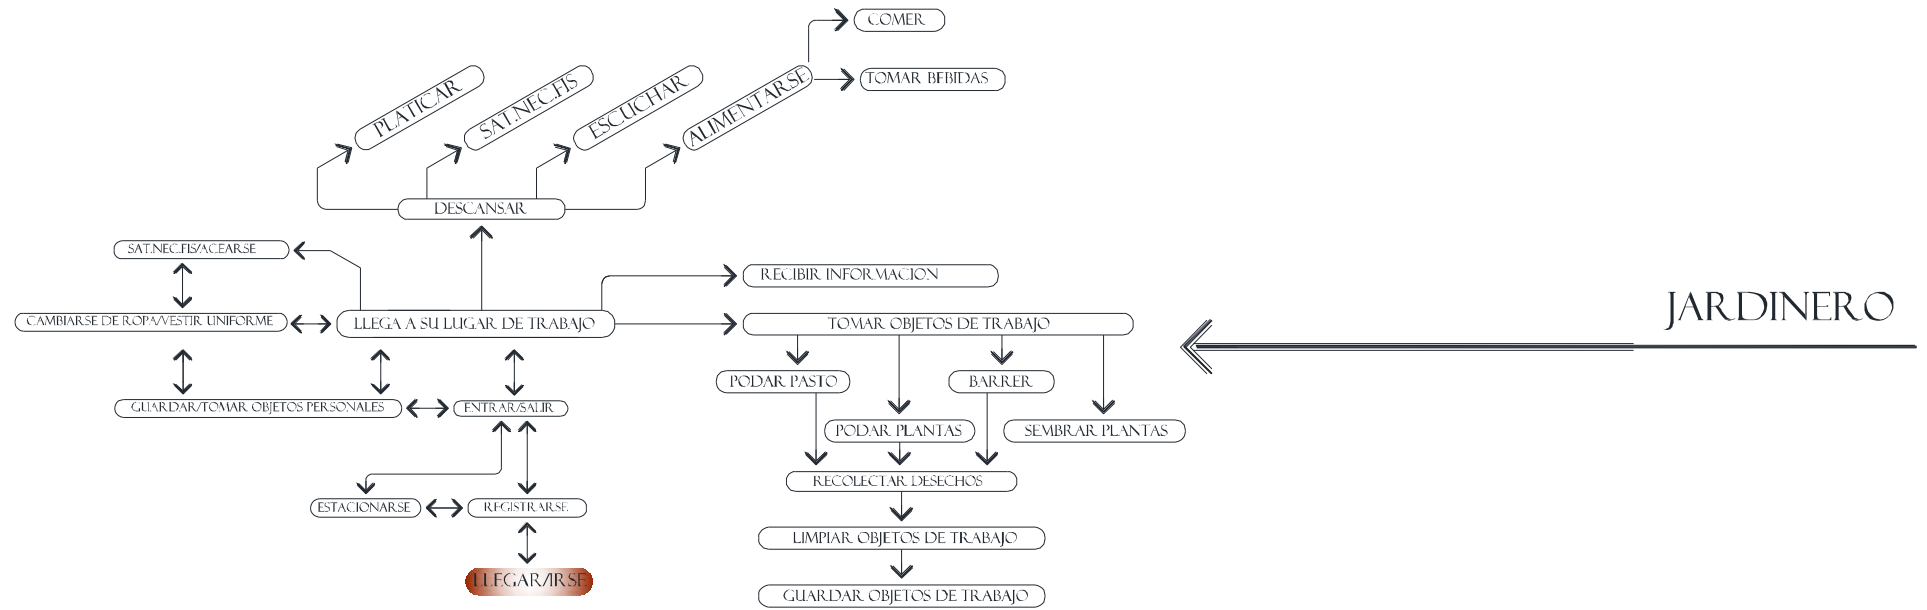 COMER
TOMAR BEBIDAS
PLATICAR
SAT.NEC.FIS
ESCUCHAR
ALIMENTARSE
DESCANSAR
SAT.NEC.FIS/ACEARSE
RECIBIR INFORMACION
JARDINERO
CAMBIARSE DE ROPA/VESTIR UNIFORME
LLEGA A SU LUGAR DE TRABAJO
TOMAR OBJETOS DE TRABAJO
PODAR PASTO
BARRER
GUARDAR/TOMAR OBJETOS PERSONALES
ENTRAR/SALIR
PODAR PLANTAS
SEMBRAR PLANTAS
RECOLECTAR DESECHOS
ESTACIONARSE
REGISTRARSE
LIMPIAR OBJETOS DE TRABAJO
LLEGAR/IRSE
GUARDAR OBJETOS DE TRABAJO